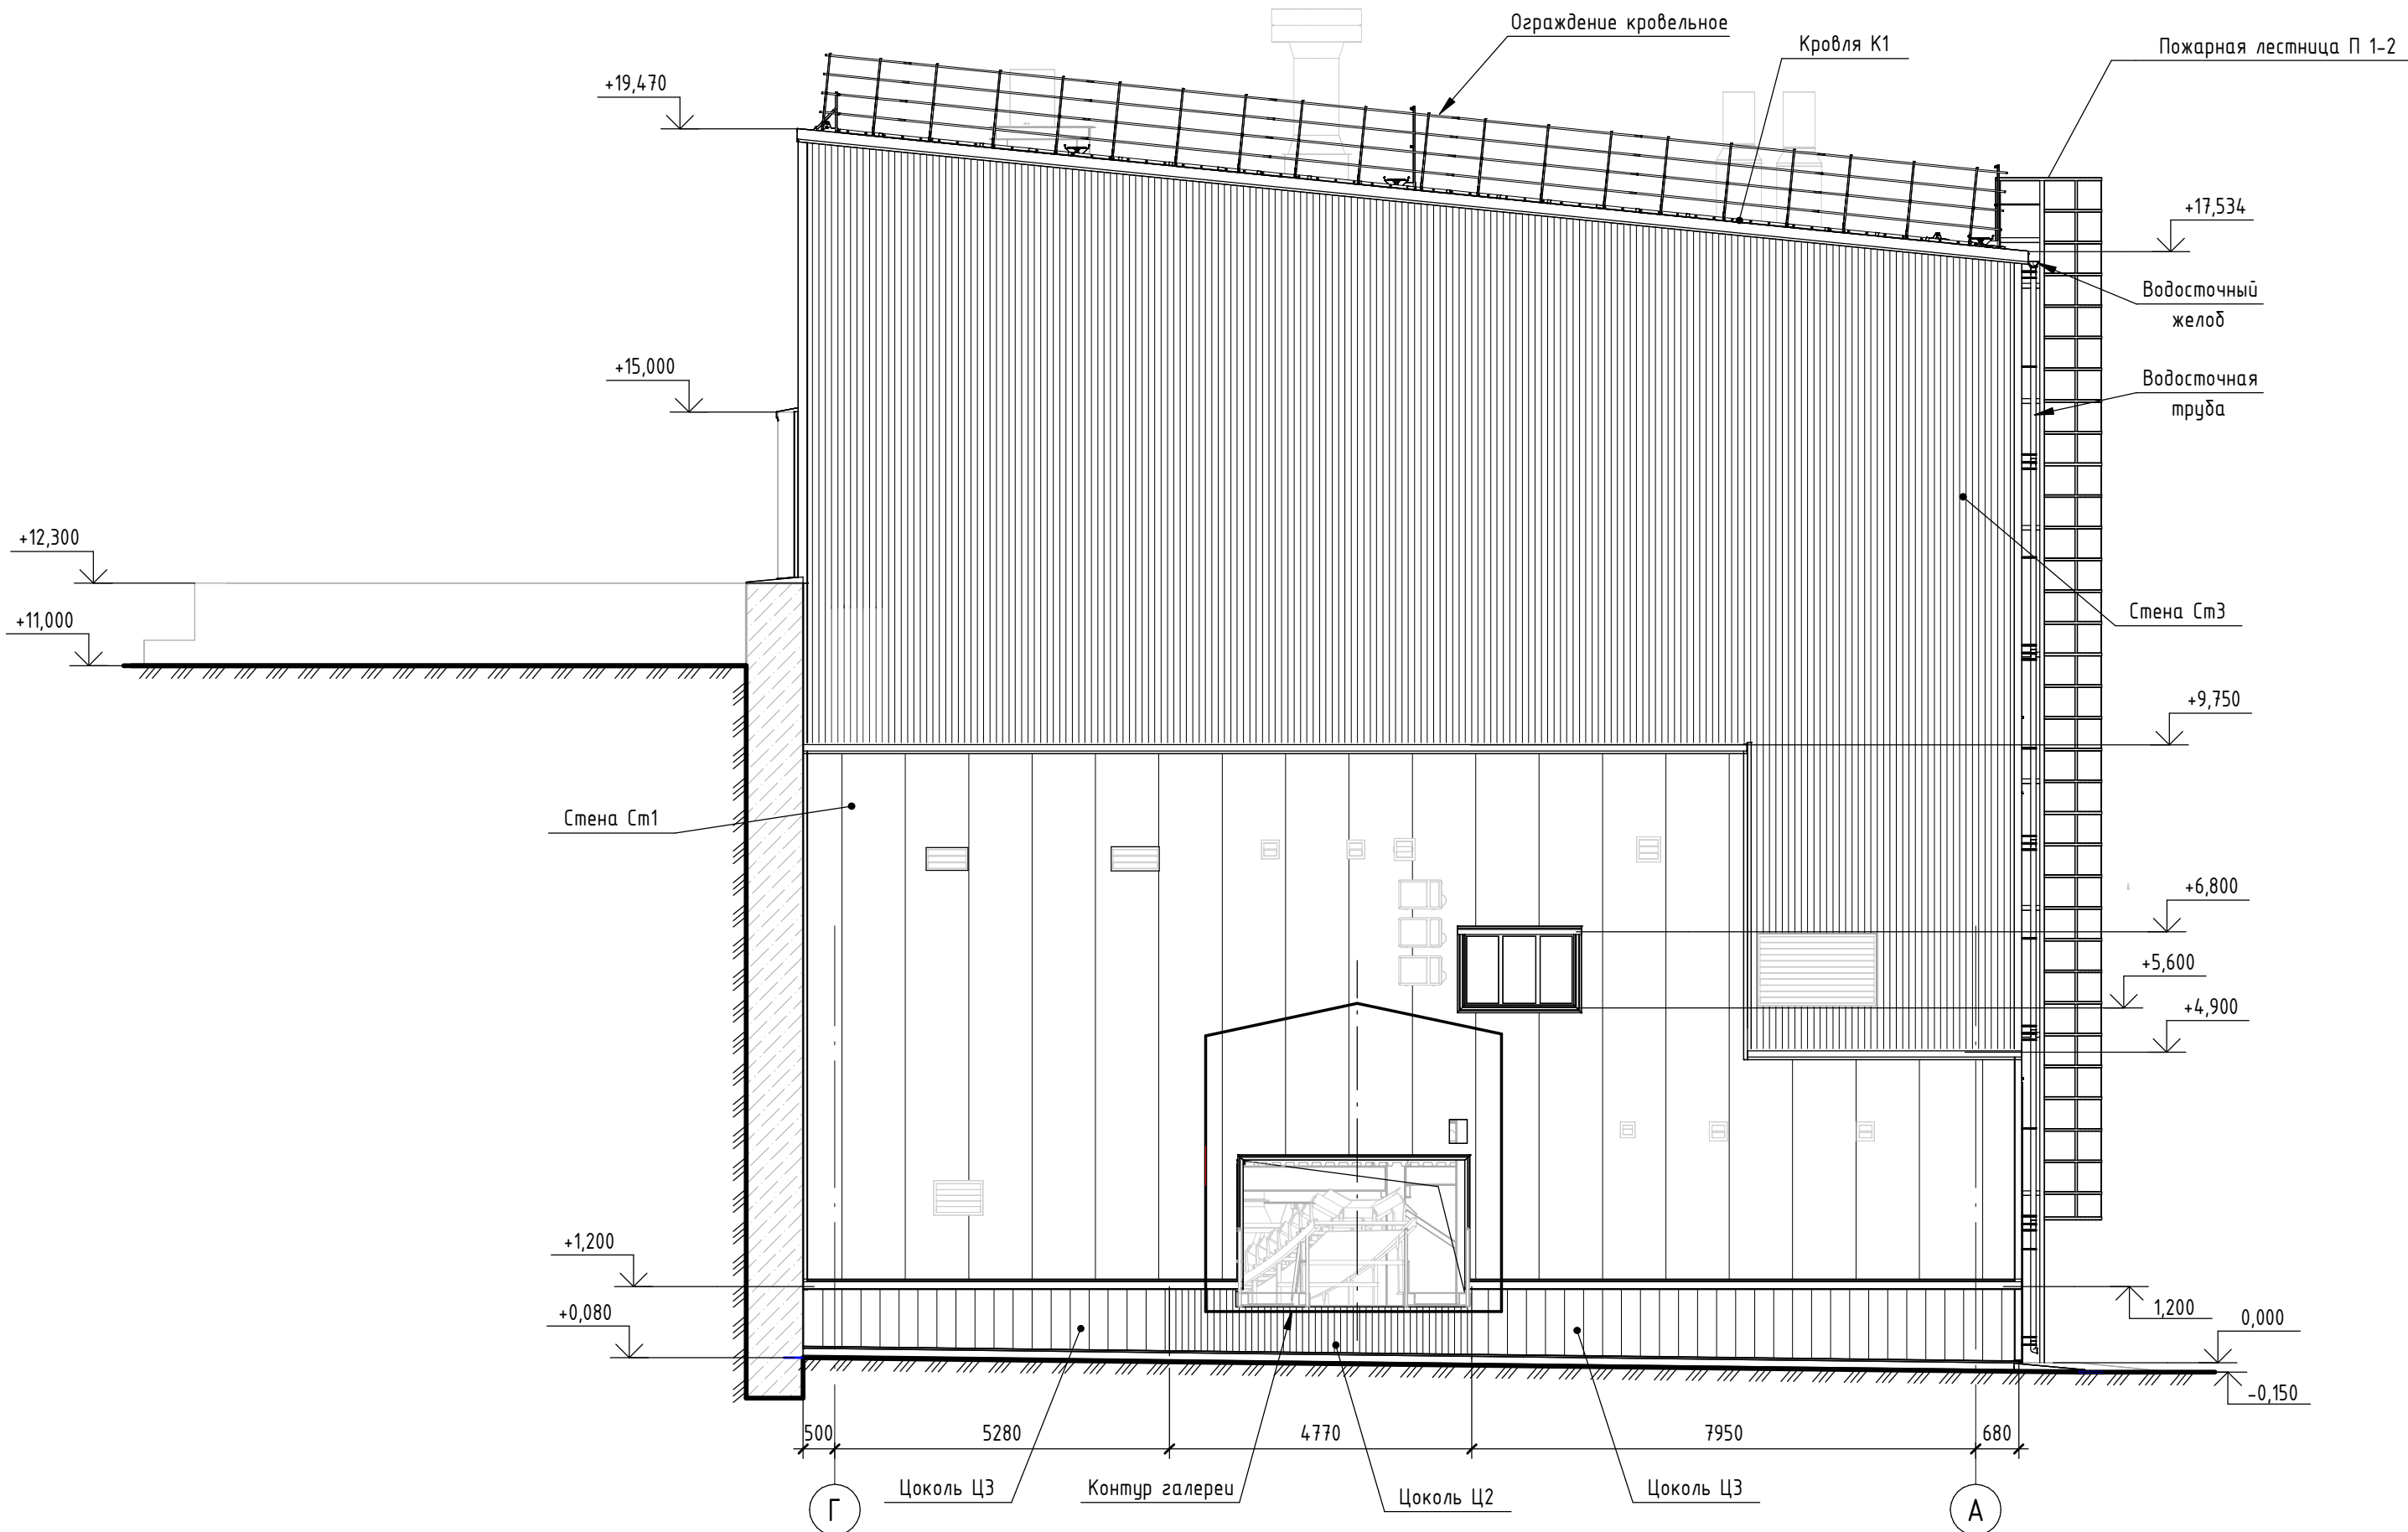 Ограждение кровельное
Кровля К1
Пожарная лестница П 1-2
+19,470
+17,534
Водосточный
желоб
+15,000
Водосточная
труба
+12,300
+11,000
Стена Ст3
+9,750
Стена Ст1
+6,800
+5,600
+4,900
+1,200
1,200
+0,080
0,000
-0,150
500
5280
4770
7950
680
Цоколь Ц3
Контур галереи
Цоколь Ц2
Цоколь Ц3
Г
А